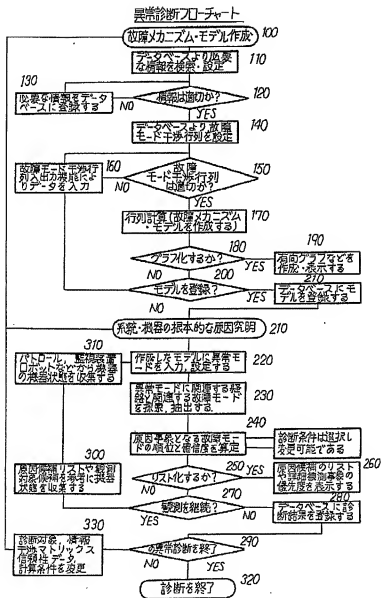 異常診断フローチャート
故障メカニズム・モデル作成
100
データベースより必要
な情報を検索・設定
110
130
必要な情報をデータ
ベースに登録する
情報は適切か?
120
NO
YES
データベースより故障
モード干渉行列を設定
140
160
故障モード干渉行
列入出力機能によ
りデータを入力
故障
モード干渉行列
は適切か?
150
NO
YES
行列計算(故障メカニズム
・モデルを作成する)
170
180
グラフ化するか?
YES
NO
190
有向グラフなどを
作成・表示する
200
モデルを登録?
YES
NO
210
データベースにモ
デルを登録する
系統・機器の根本的な原因究明
210
310
パトロール, 監視装置
ロボットなどから機器
の機器状態を収集する
作成したモデルに異常モ
ードを入力, 設定する
220
異常モードに関連する経
路と関連する故障モードを
探索, 抽出する.
230
240
原因事象となる故障モー
ドの順位と確信度を算定
診断条件は選択し
変更可能である
300
原因候補リストや観測
対象候補を参考に機器
状態を収集する
250
リスト化するか?
YES
NO
260
原因候補のリスト
や詳細観測事象の
優先度を表示する
270
観測を継続?
YES
NO
280
データベースに診
断結果を登録する
330
診断対象, 情報
干渉マトリックス
信頼性データ,
計算条件を変更
の異常診断を終了
290
NO
YES
診断を終了
320